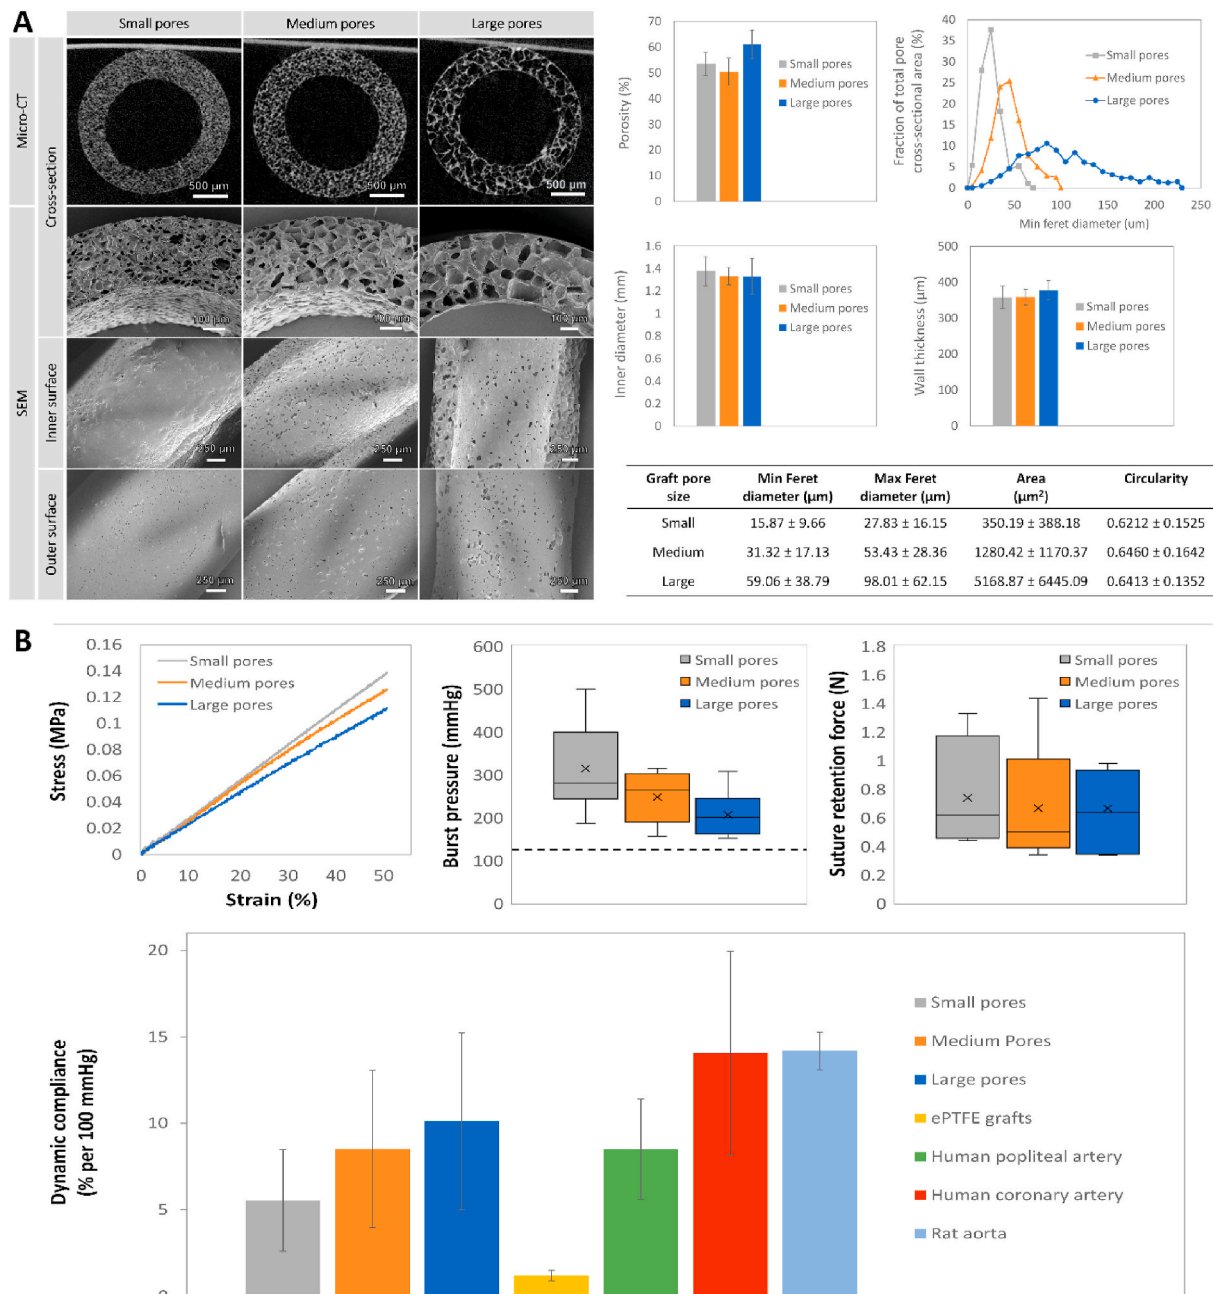 A
Small pores
Medium pores
Large pores
Micro-CT
SEM
Cross-section
Inner surface
Outer surface
500 µm
500 µm
500 µm
100 µm
100 µm
100 µm
250 µm
250 µm
250 µm
250 µm
250 µm
250 µm
Porosity (%)
70
60
50
40
30
20
10
0
Small pores
Medium pores
Large pores
Fraction of total pore
cross-sectional area (%)
40
35
30
25
20
15
10
5
0
0 50 100 150 200 250
Min feret diameter (um)
Small pores
Medium pores
Large pores
Inner diameter (mm)
1.6
1.4
1.2
1
0.8
0.6
0.4
0.2
0
Small pores
Medium pores
Large pores
Wall thickness (µm)
500
400
300
200
100
0
Small pores
Medium pores
Large pores
Graft pore size Min Feret diameter (µm) Max Feret diameter (µm) Area (µm²) Circularity
Small 15.87 ± 9.66 27.83 ± 16.15 350.19 ± 388.18 0.6212 ± 0.1525
Medium 31.32 ± 17.13 53.43 ± 28.36 1280.42 ± 1170.37 0.6460 ± 0.1642
Large 59.06 ± 38.79 98.01 ± 62.15 5168.87 ± 6445.09 0.6413 ± 0.1352
B
Stress (MPa)
0.16
0.14
0.12
0.1
0.08
0.06
0.04
0.02
0
0 10 20 30 40 50
Strain (%)
Small pores
Medium pores
Large pores
Burst pressure (mmHg)
600
500
400
300
200
100
0
Small pores
Medium pores
Large pores
Suture retention force (N)
1.8
1.6
1.4
1.2
1
0.8
0.6
0.4
0.2
0
Small pores
Medium pores
Large pores
Dynamic compliance
(% per 100 mmHg)
20
15
10
5
0
Small pores
Medium Pores
Large pores
ePTFE grafts
Human popliteal artery
Human coronary artery
Rat aorta